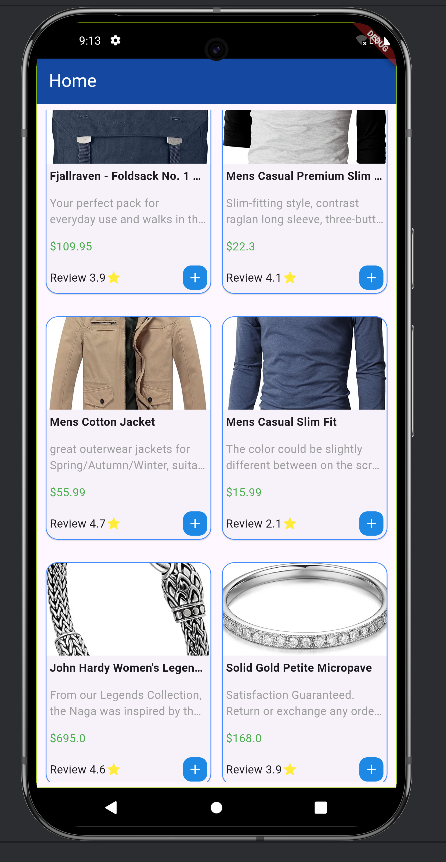 9:13
DEBUG
Home
Fjallraven - Foldsack No. 1 ...
Your perfect pack for
everyday use and walks in th...
$109.95
Review 3.9⭐
+
Mens Casual Premium Slim ...
Slim-fitting style, contrast
raglan long sleeve, three-butt...
$22.3
Review 4.1⭐
+
Mens Cotton Jacket
great outerwear jackets for
Spring/Autumn/Winter, suita...
$55.99
Review 4.7⭐
+
Mens Casual Slim Fit
The color could be slightly
different between on the scr...
$15.99
Review 2.1⭐
+
John Hardy Women's Legen...
From our Legends Collection,
the Naga was inspired by th...
$695.0
Review 4.6⭐
+
Solid Gold Petite Micropave
Satisfaction Guaranteed.
Return or exchange any orde...
$168.0
Review 3.9⭐
+